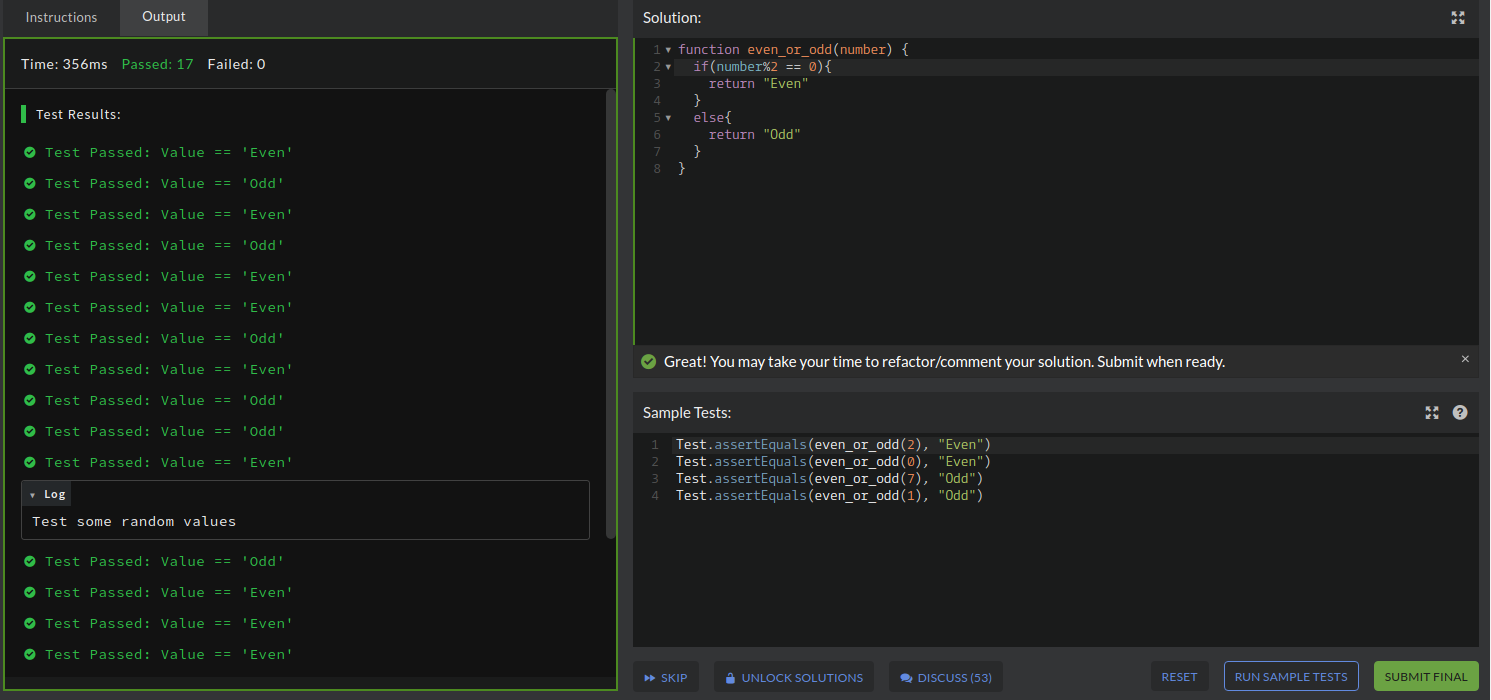 Instructions
Output
Time: 356ms Passed: 17 Failed: 0
Test Results:
Test Passed: Value == 'Even'
Test Passed: Value == 'Odd'
Test Passed: Value == 'Even'
Test Passed: Value == 'Odd'
Test Passed: Value == 'Even'
Test Passed: Value == 'Even'
Test Passed: Value == 'Odd'
Test Passed: Value == 'Even'
Test Passed: Value == 'Odd'
Test Passed: Value == 'Odd'
Test Passed: Value == 'Even'
Log
Test some random values
Test Passed: Value == 'Odd'
Test Passed: Value == 'Even'
Test Passed: Value == 'Even'
Test Passed: Value == 'Even'
Solution:
1 function even_or_odd(number) {
2   if(number%2 == 0){
3     return "Even"
4   }
5   else{
6     return "Odd"
7   }
8 }
Great! You may take your time to refactor/comment your solution. Submit when ready.
Sample Tests:
1 Test.assertEquals(even_or_odd(2), "Even")
2 Test.assertEquals(even_or_odd(0), "Even")
3 Test.assertEquals(even_or_odd(7), "Odd")
4 Test.assertEquals(even_or_odd(1), "Odd")
SKIP
UNLOCK SOLUTIONS
DISCUSS (53)
RESET
RUN SAMPLE TESTS
SUBMIT FINAL